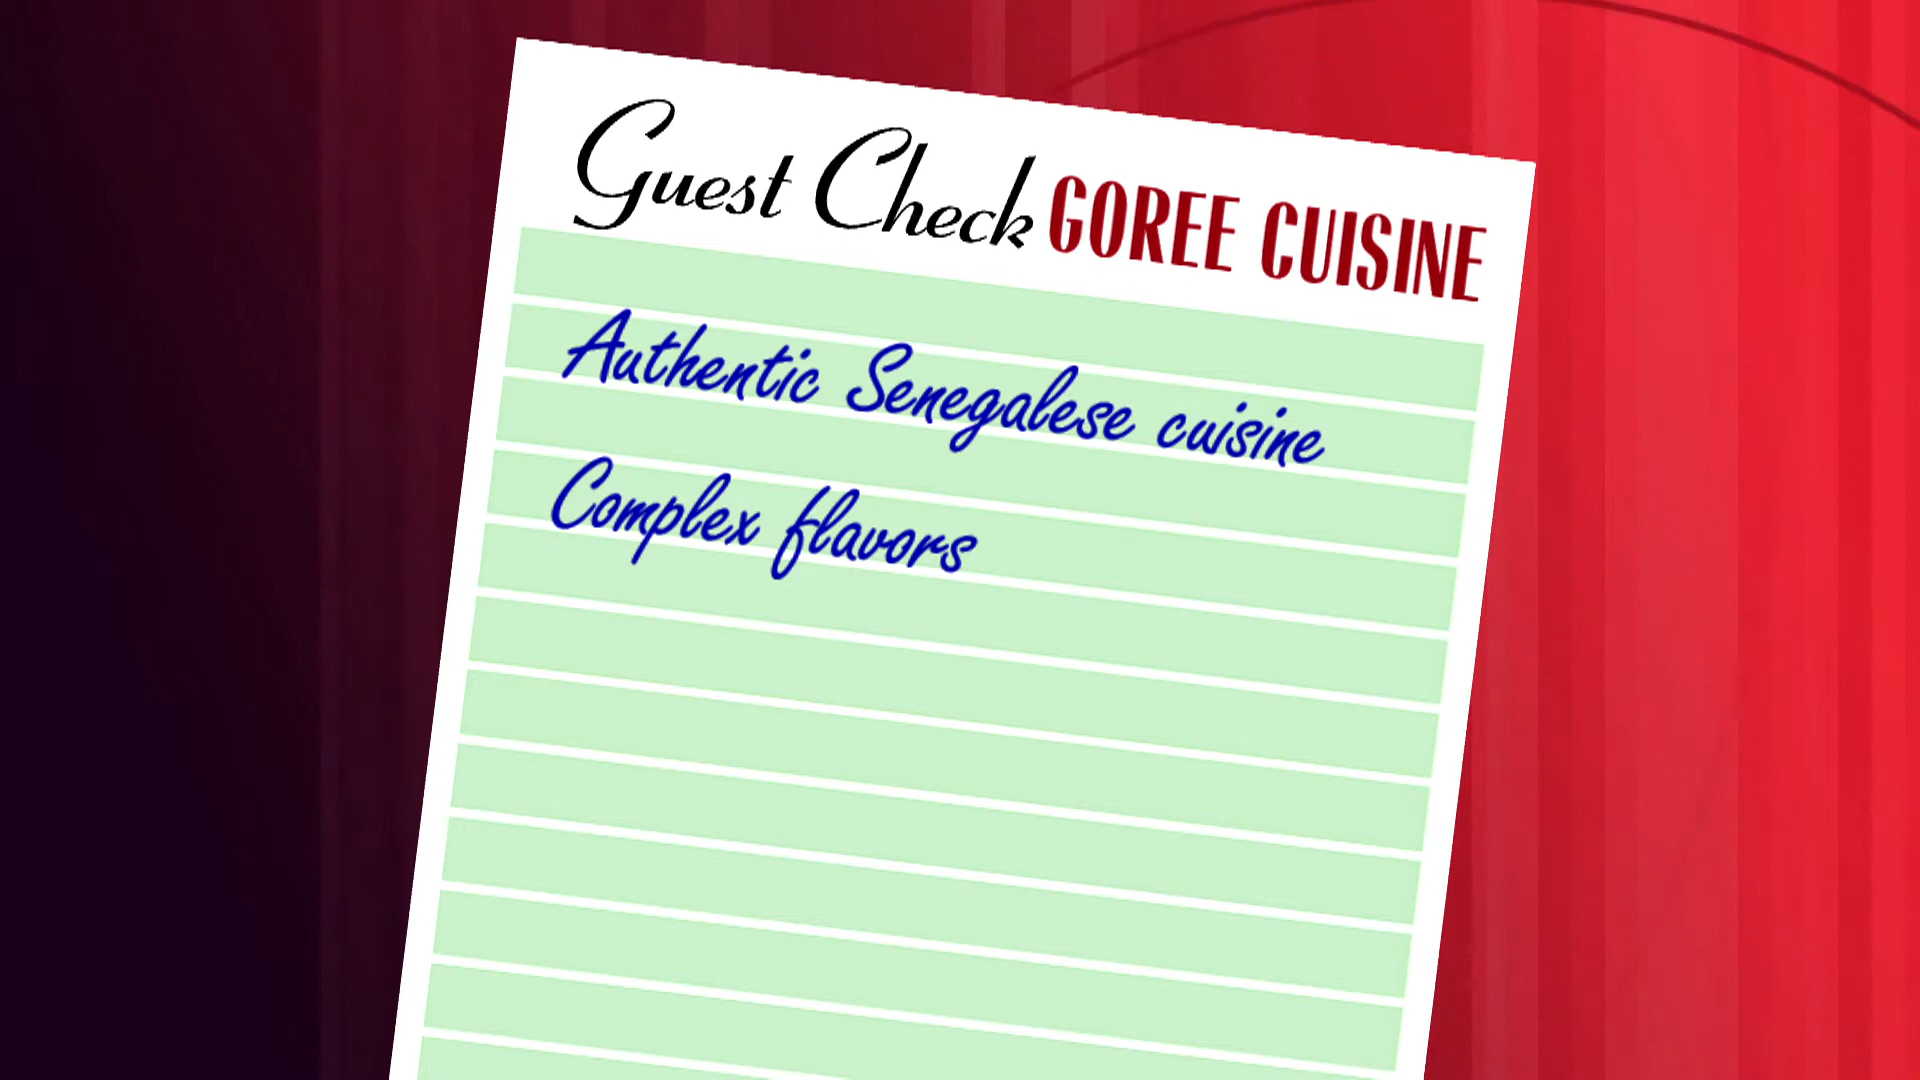 Guest Check GOREE CUISINE
Authentic Senegalese cuisine
Complex flavors